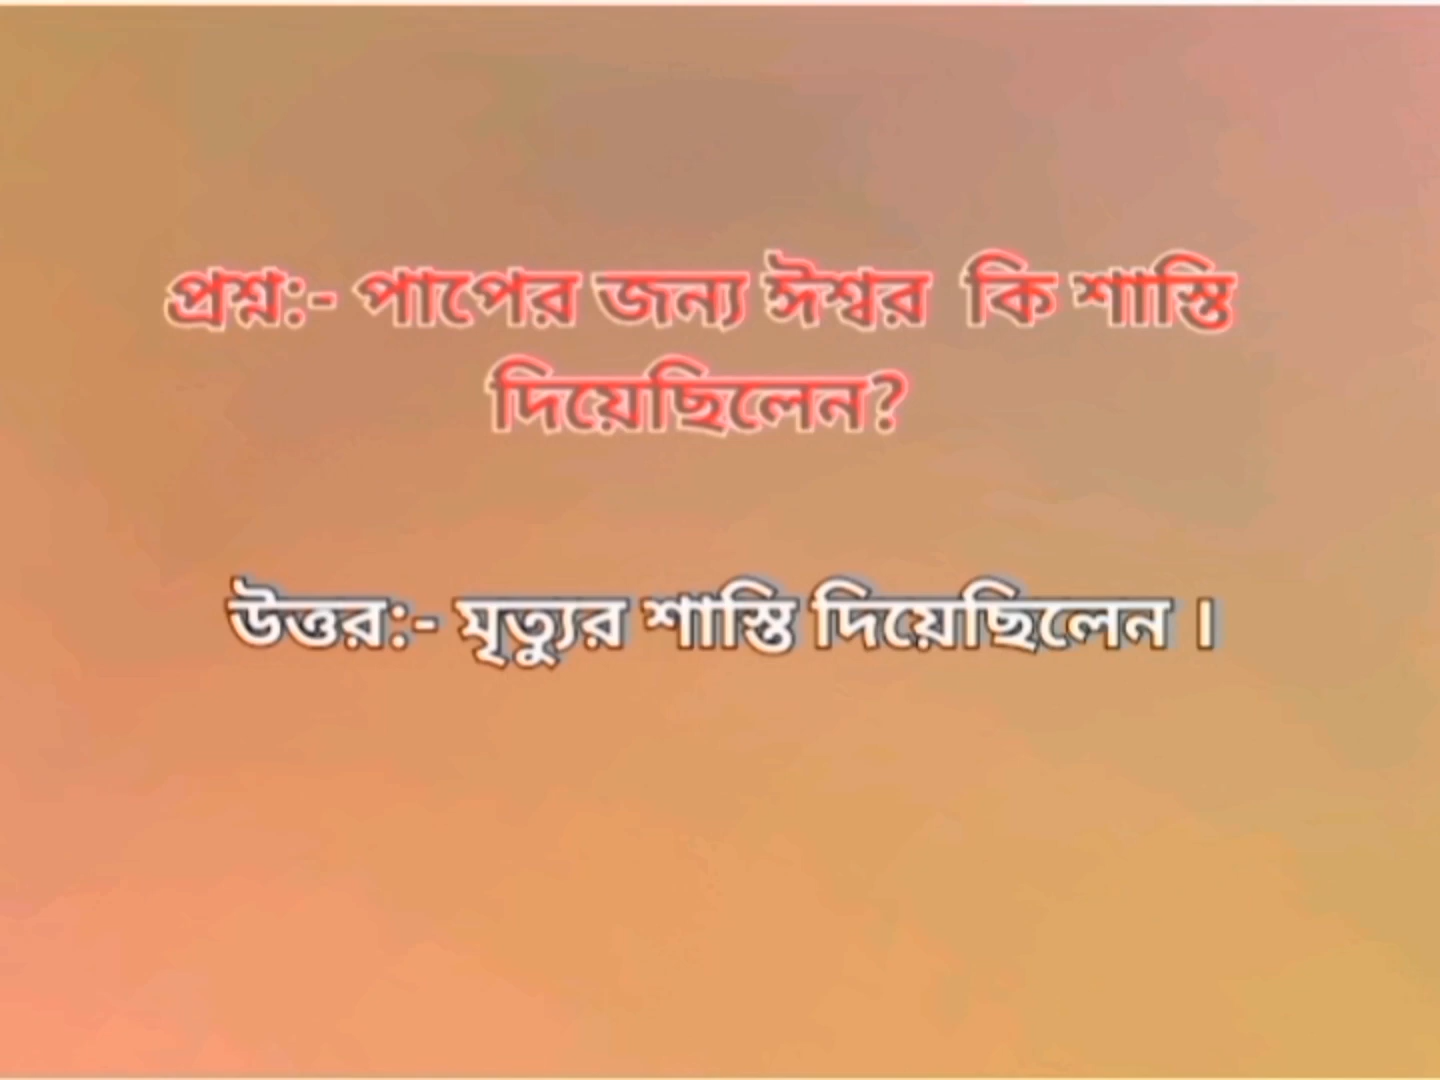 প্রশ্ন:- পাপের জন্য ঈশ্বর কি শাস্তি
দিয়েছিলেন?
উত্তর:- মৃত্যুর শাস্তি দিয়েছিলেন ।